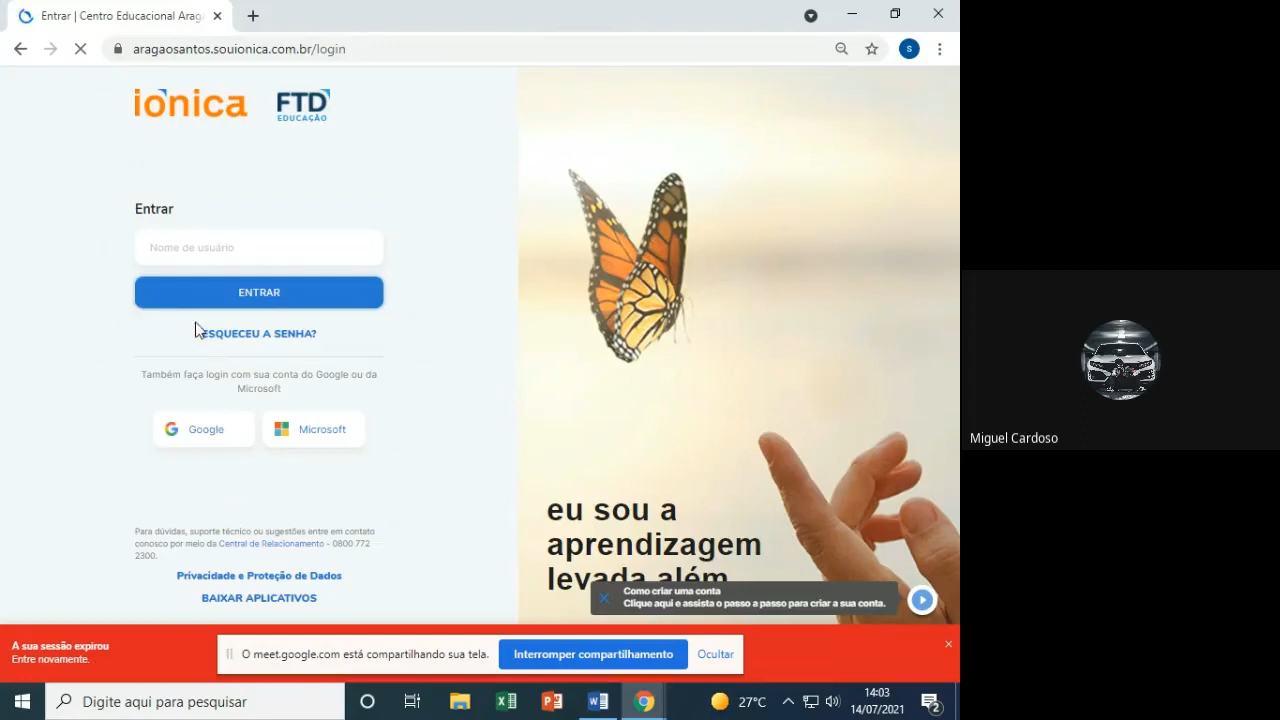 Entrar | Centro Educacional Arag
aragaosantos.souionica.com.br/login
S
iônica
FTD
EDUCAÇÃO
Entrar
Nome de usuário
ENTRAR
ESQUECEU A SENHA?
Também faça login com sua conta do Google ou da
Microsoft
Google
Microsoft
Para dúvidas, suporte técnico ou sugestões entre em contato
conosco por meio da Central de Relacionamento - 0800 772
2300.
Privacidade e Proteção de Dados
BAIXAR APLICATIVOS
eu sou a
aprendizagem
levada além
Como criar uma conta
Clique aqui e assista o passo a passo para criar a sua conta.
A sua sessão expirou
Entre novamente.
O meet.google.com está compartilhando sua tela.
Interromper compartilhamento
Ocultar
Digite aqui para pesquisar
27°C
14:03
14/07/2021
2
Miguel Cardoso